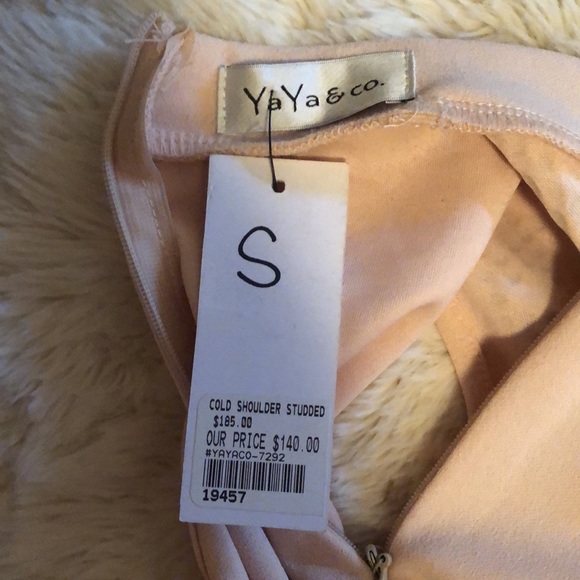 YaYa & co.
S
COLD SHOULDER STUDDED
$185.00
OUR PRICE $140.00
#YAYACO-7292
19457